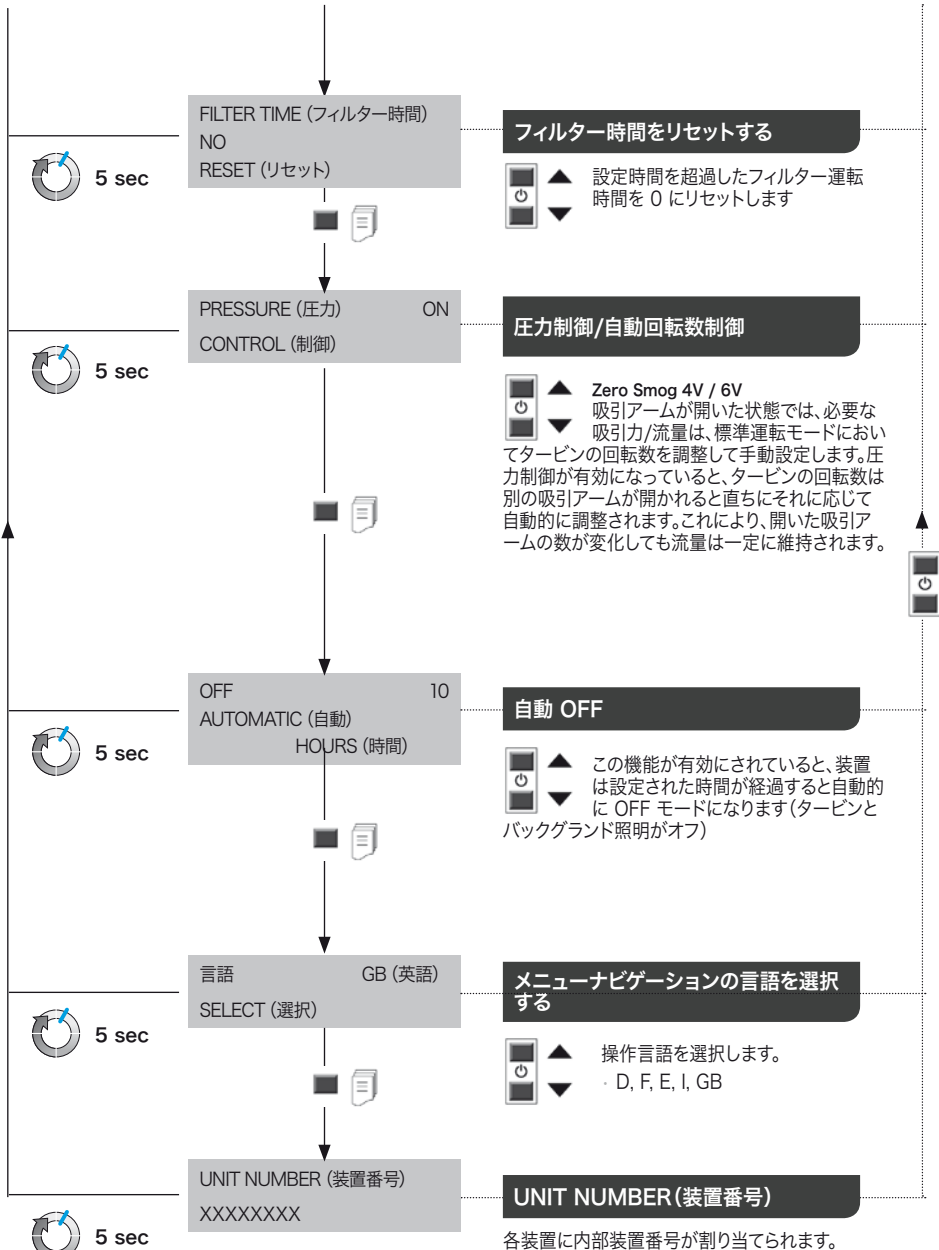 FILTER TIME (フィルター時間)
NO
RESET (リセット)
5 sec
フィルター時間をリセットする
設定時間を超過したフィルター運転
時間を 0 にリセットします
PRESSURE (圧力) ON
CONTROL (制御)
5 sec
圧力制御/自動回転数制御
Zero Smog 4V / 6V
吸引アームが開いた状態では、必要な
吸引力/流量は、標準運転モードにおい
てタービンの回転数を調整して手動設定します。圧
力制御が有効になっていると、タービンの回転数は
別の吸引アームが開かれると直ちにそれに応じて
自動的に調整されます。これにより、開いた吸引ア
ームの数が変化しても流量は一定に維持されます。
OFF 10
AUTOMATIC (自動)
HOURS (時間)
5 sec
自動 OFF
この機能が有効にされていると、装置
は設定された時間が経過すると自動的
に OFF モードになります(タービンと
バックグランド照明がオフ)
言語 GB (英語)
SELECT (選択)
5 sec
メニューナビゲーションの言語を選択
する
操作言語を選択します。
· D, F, E, I, GB
UNIT NUMBER (装置番号)
XXXXXXXX
5 sec
UNIT NUMBER(装置番号)
各装置に内部装置番号が割り当てられます。